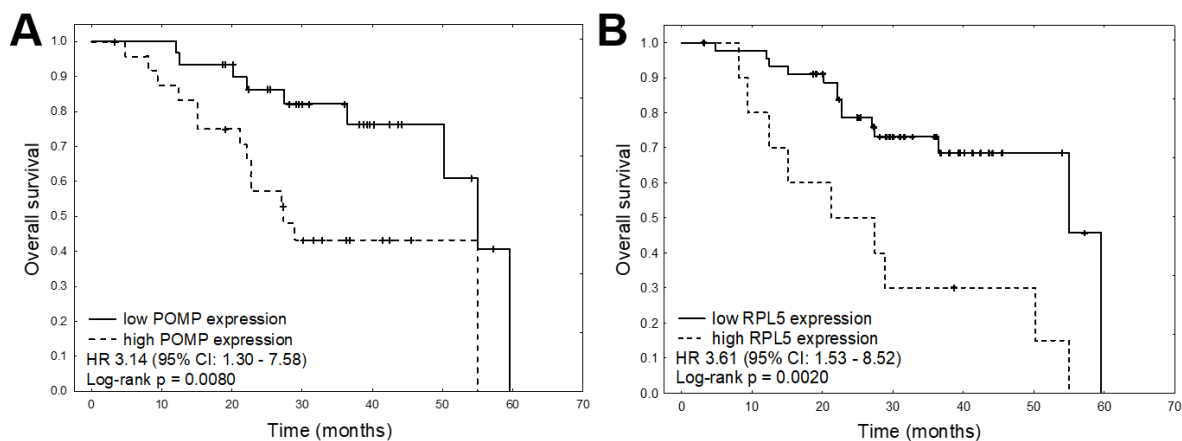 A
Overall survival
1.0
0.9
0.8
0.7
0.6
0.5
0.4
0.3
0.2
0.1
0.0
low POMP expression
high POMP expression
HR 3.14 (95% CI: 1.30 - 7.58)
Log-rank p = 0.0080
0 10 20 30 40 50 60 70
Time (months)
B
Overall survival
1.0
0.9
0.8
0.7
0.6
0.5
0.4
0.3
0.2
0.1
0.0
low RPL5 expression
high RPL5 expression
HR 3.61 (95% CI: 1.53 - 8.52)
Log-rank p = 0.0020
0 10 20 30 40 50 60 70
Time (months)